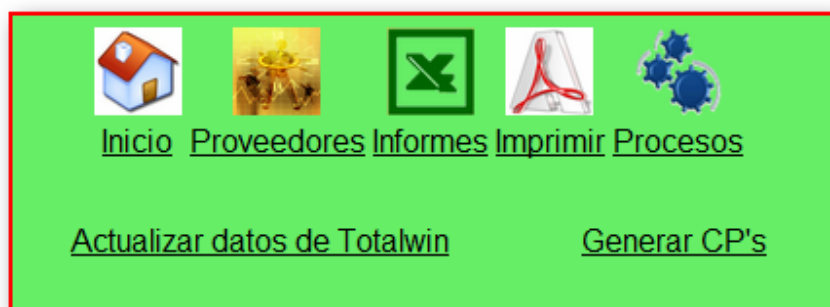 Inicio Proveedores Informes Imprimir Procesos
Actualizar datos de Totalwin Generar CP's